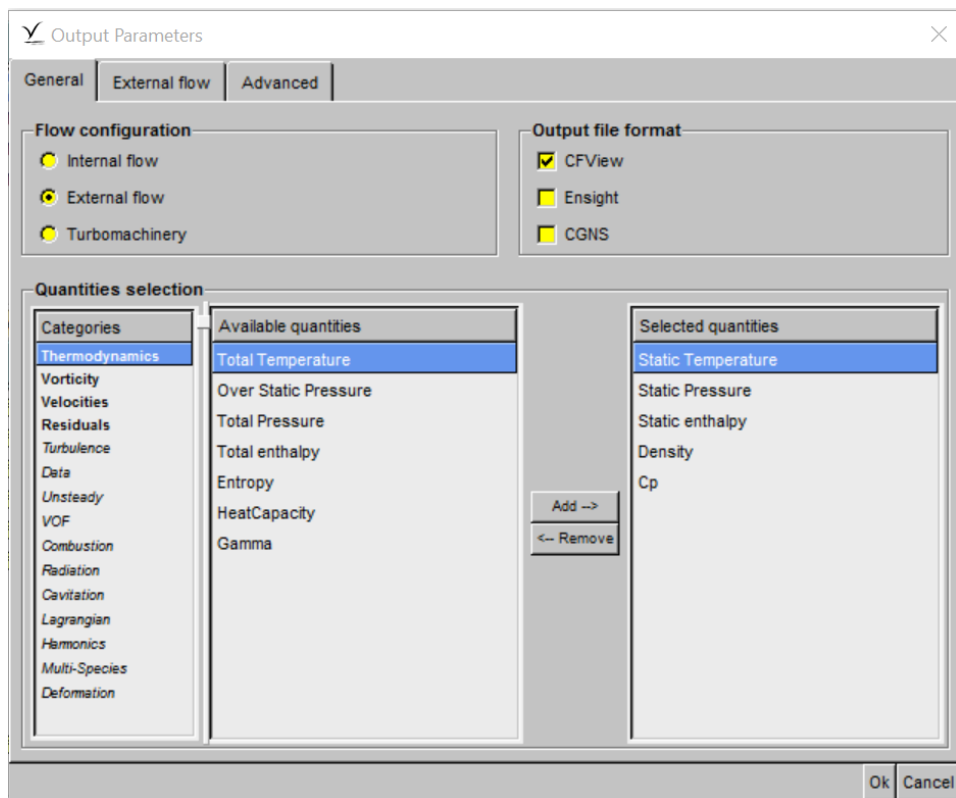 Output Parameters
General
External flow
Advanced
Flow configuration
Internal flow
External flow
Turbomachinery
Output file format
CFView
Ensight
CGNS
Quantities selection
Categories
Thermodynamics
Vorticity
Velocities
Residuals
Turbulence
Data
Unsteady
VOF
Combustion
Radiation
Cavitation
Lagrangian
Harmonics
Multi-Species
Deformation
Available quantities
Total Temperature
Over Static Pressure
Total Pressure
Total enthalpy
Entropy
HeatCapacity
Gamma
Add -->
<-- Remove
Selected quantities
Static Temperature
Static Pressure
Static enthalpy
Density
Cp
Ok
Cancel